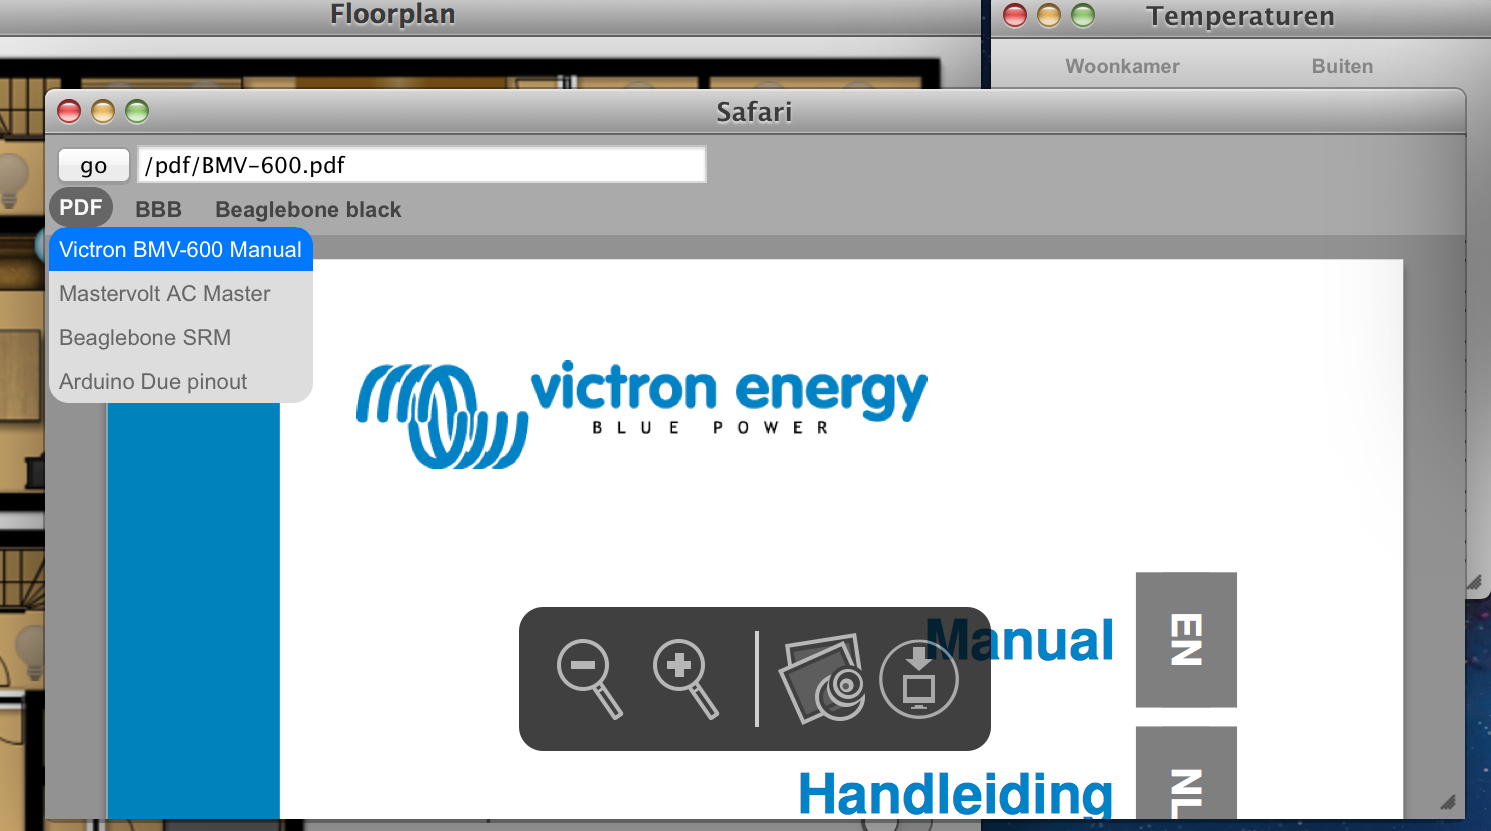 Floorplan
Temperaturen
Woonkamer Buiten
Safari
go /pdf/BMV-600.pdf
PDF BBB Beaglebone black
Victron BMV-600 Manual
Mastervolt AC Master
Beaglebone SRM
Arduino Due pinout
victron energy
BLUE POWER
Manual EN
Handleiding NL